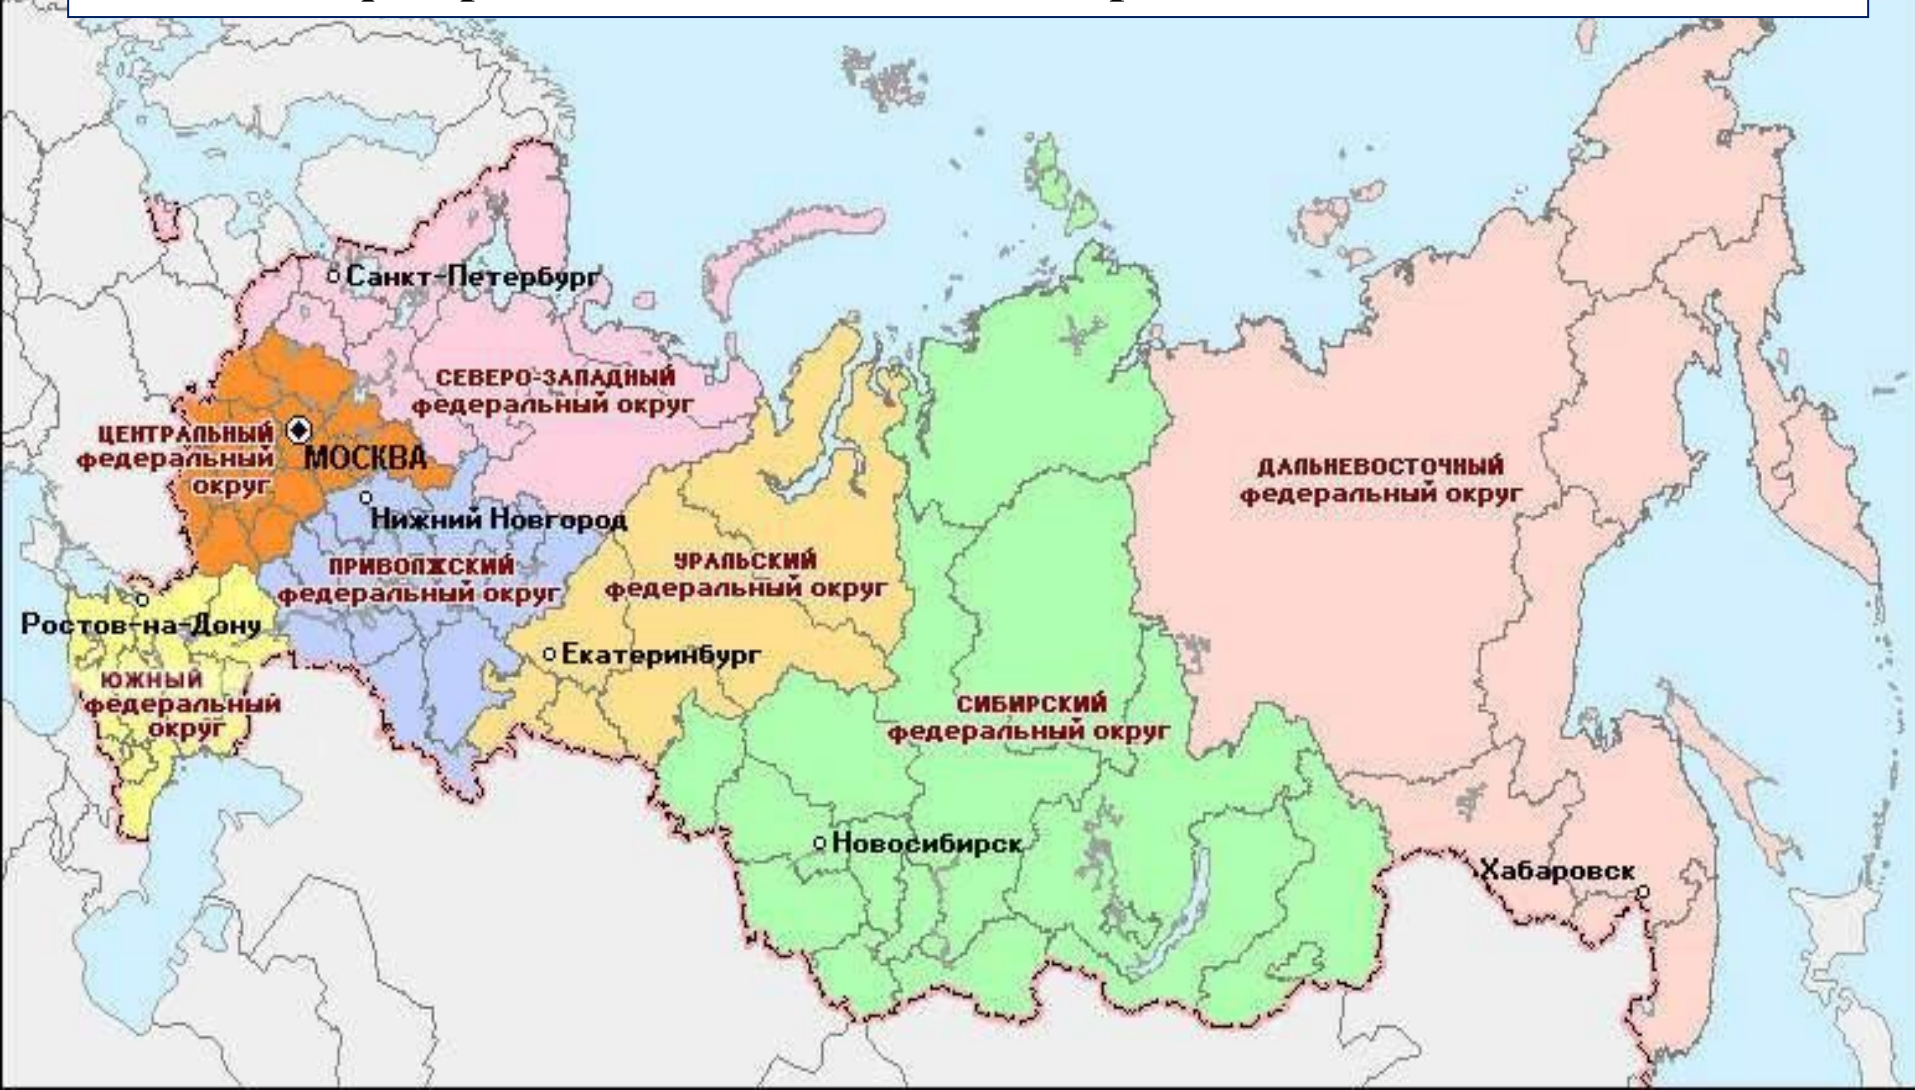 Санкт-Петербург
СЕВЕРО-ЗАПАДНЫЙ
федеральный округ
ЦЕНТРАЛЬНЫЙ
федеральный
округ
МОСКВА
Нижний Новгород
ПРИВОЛЖСКИЙ
федеральный округ
УРАЛЬСКИЙ
федеральный округ
ДАЛЬНЕВОСТОЧНЫЙ
федеральный округ
Ростов-на-Дону
ЮЖНЫЙ
федеральный
округ
Екатеринбург
СИБИРСКИЙ
федеральный округ
Новосибирск
Хабаровск